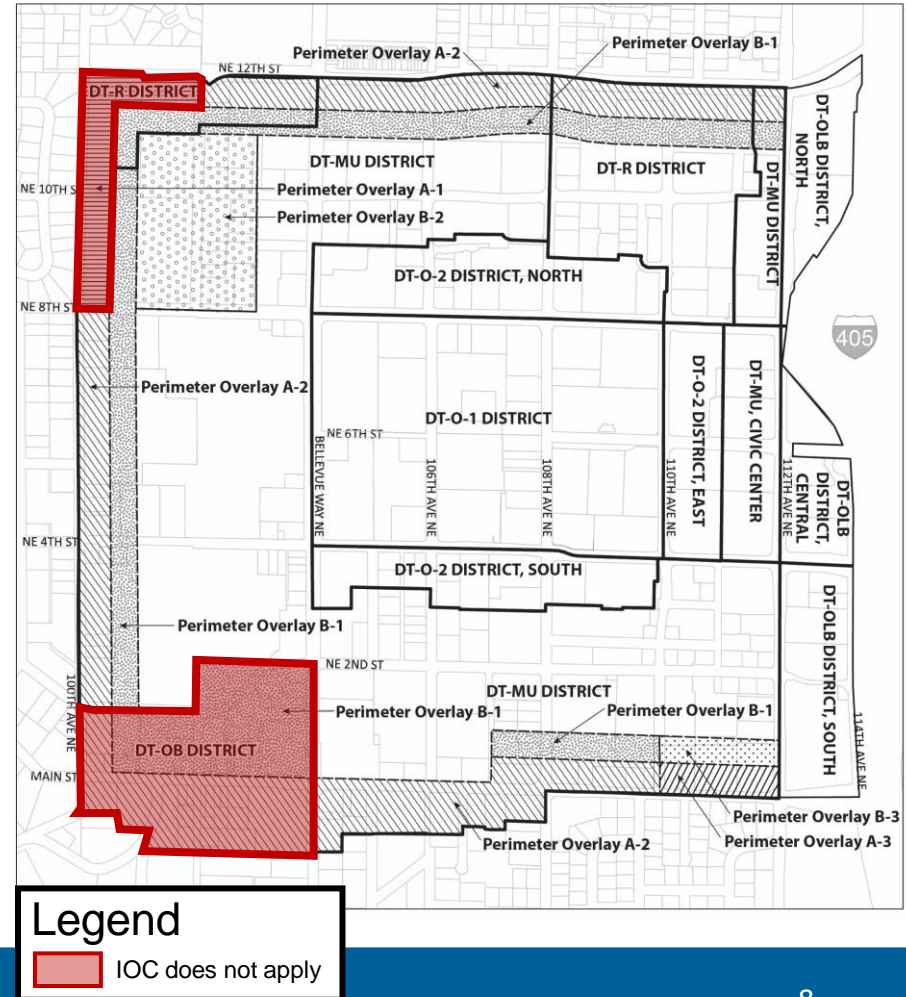 Perimeter Overlay A-2
Perimeter Overlay B-1
NE 12TH ST
DT-R DISTRICT
DT-OLB DISTRICT,
NORTH
DT-MU DISTRICT
DT-R DISTRICT
DT-MU DISTRICT
NE 10TH S
Perimeter Overlay A-1
Perimeter Overlay B-2
DT-O-2 DISTRICT, NORTH
NE 8TH ST
405
Perimeter Overlay A-2
DT-O-1 DISTRICT
DT-O-2
DISTRICT, EAST
DT-MU, CIVIC CENTER
NE 6TH ST
BELLEVUE WAY NE
106TH AVE NE
108TH AVE NE
110TH AVE NE
112TH AVE NE
DT-OLB
DISTRICT,
CENTRAL
NE 4TH ST
DT-O-2 DISTRICT, SOUTH
DT-OLB DISTRICT, SOUTH
Perimeter Overlay B-1
NE 2ND ST
100TH AVE NE
DT-MU DISTRICT
Perimeter Overlay B-1
Perimeter Overlay B-1
114TH AVE NE
DT-OB DISTRICT
MAIN ST
Perimeter Overlay B-3
Perimeter Overlay A-2
Perimeter Overlay A-3
Legend
IOC does not apply